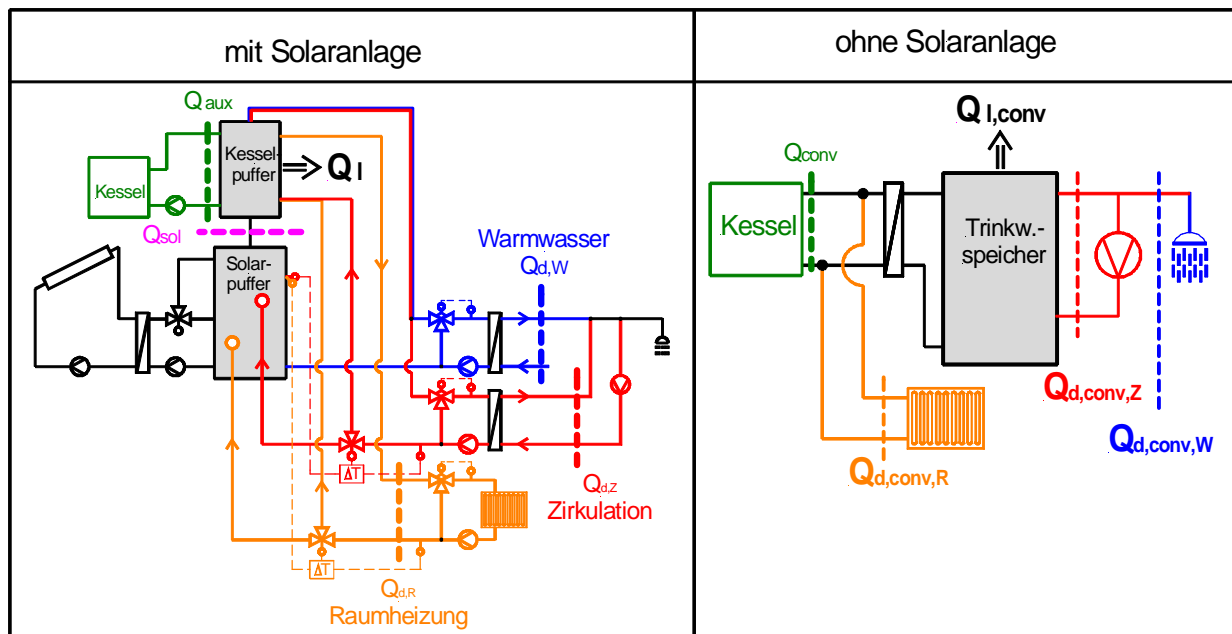 mit Solaranlage
ohne Solaranlage
Q aux
Kessel-
puffer
Q l
Kessel
Qsol
Solar-
puffer
Warmwasser
Qd,W
ΔT
Qd,Z
Zirkulation
ΔT
Qd,R
Raumheizung
Q l,conv
Qconv
Kessel
Trinkw.-
speicher
Qd,conv,Z
Qd,conv,W
Qd,conv,R